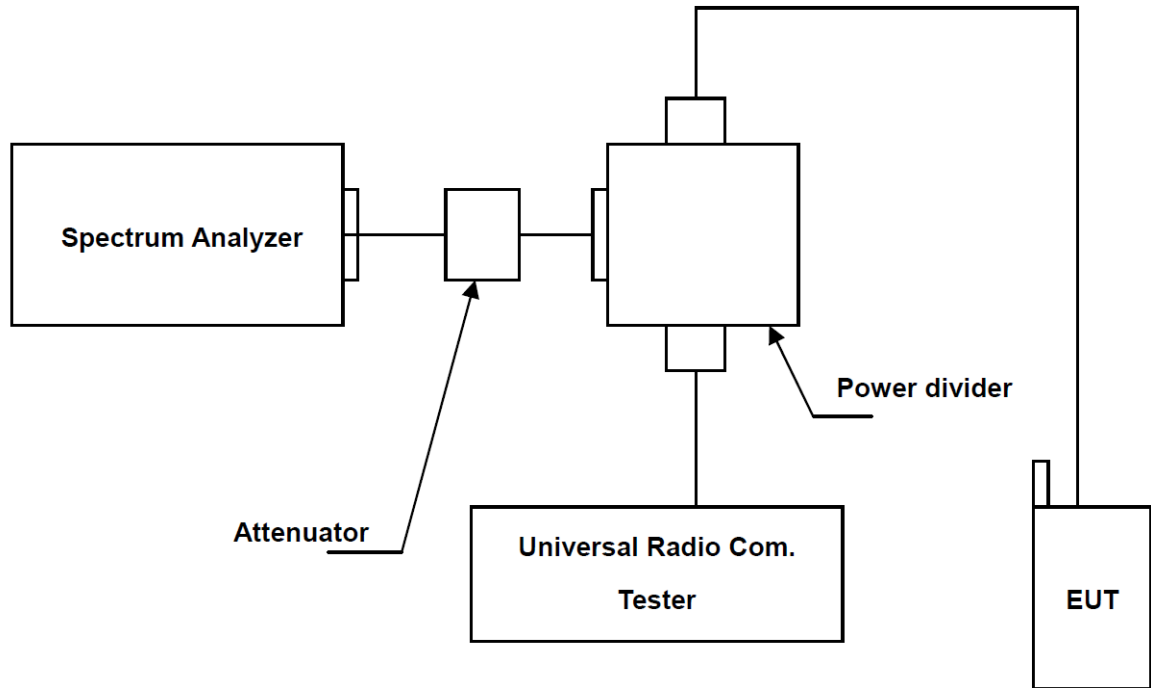 Spectrum Analyzer
Power divider
Attenuator
Universal Radio Com.
Tester
EUT